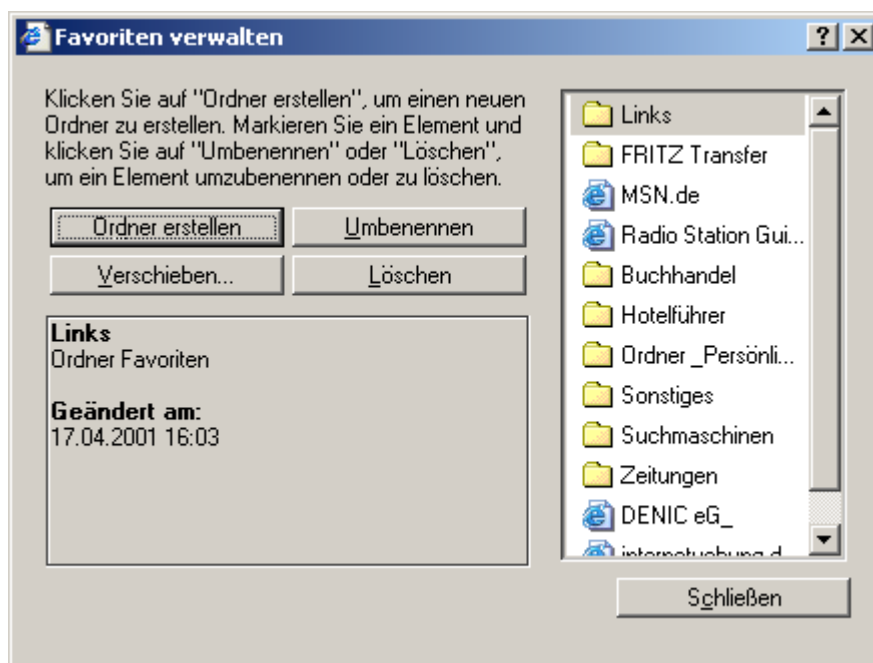 Favoriten verwalten
Klicken Sie auf "Ordner erstellen", um einen neuen
Ordner zu erstellen. Markieren Sie ein Element und
klicken Sie auf "Umbenennen" oder "Löschen",
um ein Element umzubenennen oder zu löschen.
Ordner erstellen
Umbenennen
Verschieben...
Löschen
Links
Ordner Favoriten
Geändert am:
17.04.2001 16:03
Links
FRITZ Transfer
MSN.de
Radio Station Gui...
Buchhandel
Hotelführer
Ordner _Persönli...
Sonstiges
Suchmaschinen
Zeitungen
DENIC eG_
Schließen